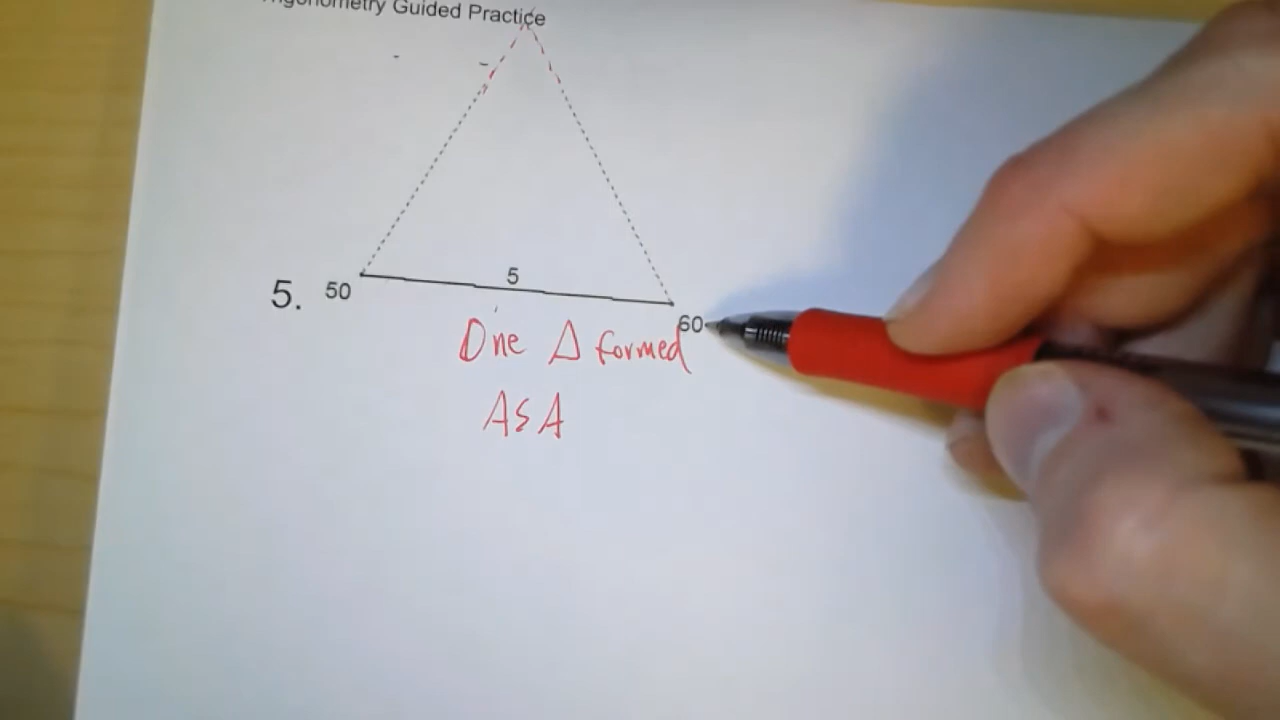 Trigonometry Guided Practice
5
5. 50
60
One Δ formed
ASA